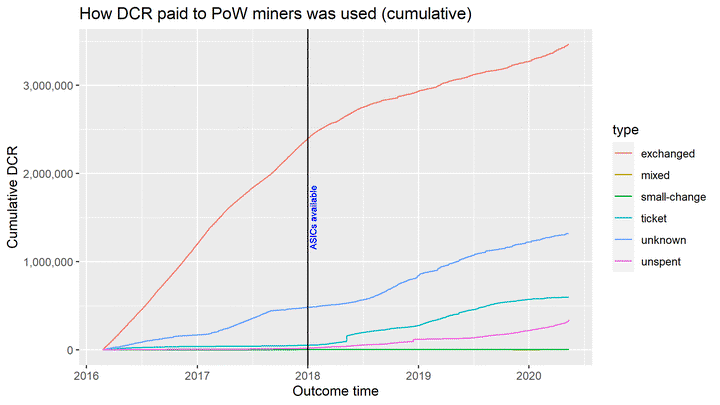 How DCR paid to PoW miners was used (cumulative)
Cumulative DCR
3,000,000
2,000,000
1,000,000
0
ASICs available
2016
2017
2018
2019
2020
Outcome time
type
exchanged
mixed
small-change
ticket
unknown
unspent